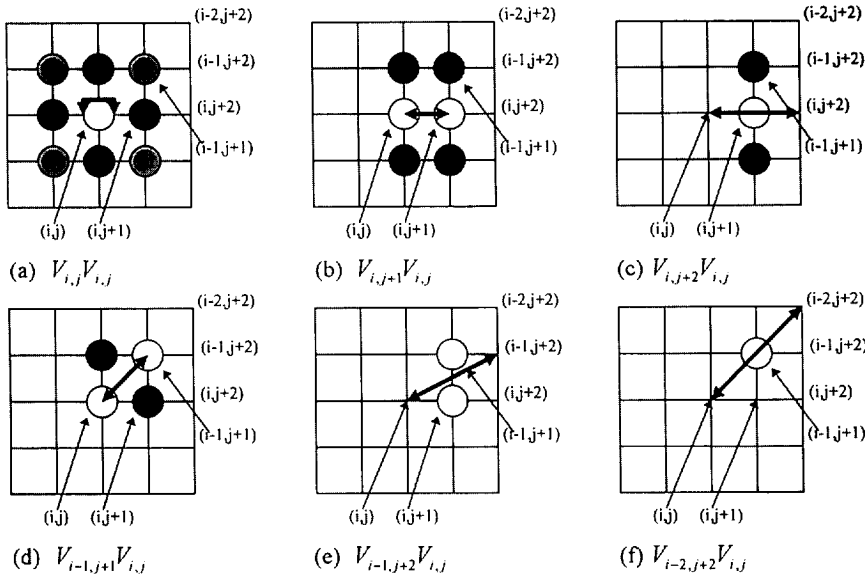 (i-2,j+2) (i-2,j+2) (i-2,j+2)
(i-1,j+2) (i-1,j+2) (i-1,j+2)
(i,j+2) (i,j+2) (i,j+2)
(i-1,j+1) (i-1,j+1) (i-1,j+1)
(i,j) (i,j+1) (i,j) (i,j+1) (i,j) (i,j+1)
(a) V_{i,j}V_{i,j} (b) V_{i,j+1}V_{i,j} (c) V_{i,j+2}V_{i,j}
(i-2,j+2) (i-2,j+2) (i-2,j+2)
(i-1,j+2) (i-1,j+2) (i-1,j+2)
(i,j+2) (i,j+2) (i,j+2)
(i-1,j+1) (i-1,j+1) (i-1,j+1)
(i,j) (i,j+1) (i,j) (i,j+1) (i,j) (i,j+1)
(d) V_{i-1,j+1}V_{i,j} (e) V_{i-1,j+2}V_{i,j} (f) V_{i-2,j+2}V_{i,j}